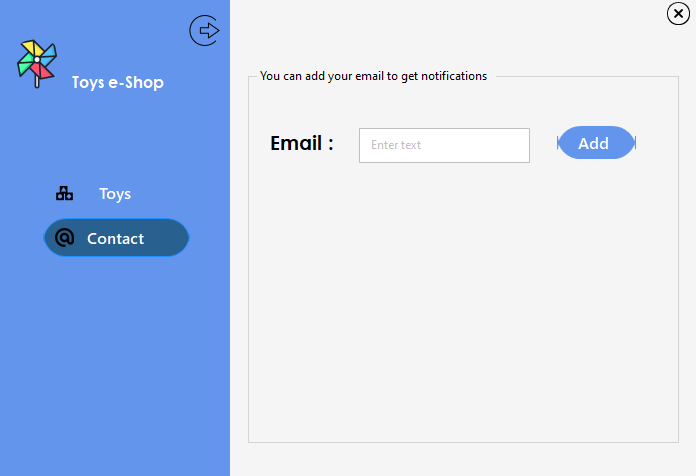 Toys e-Shop
Toys
Contact
You can add your email to get notifications
Email :
Enter text
Add